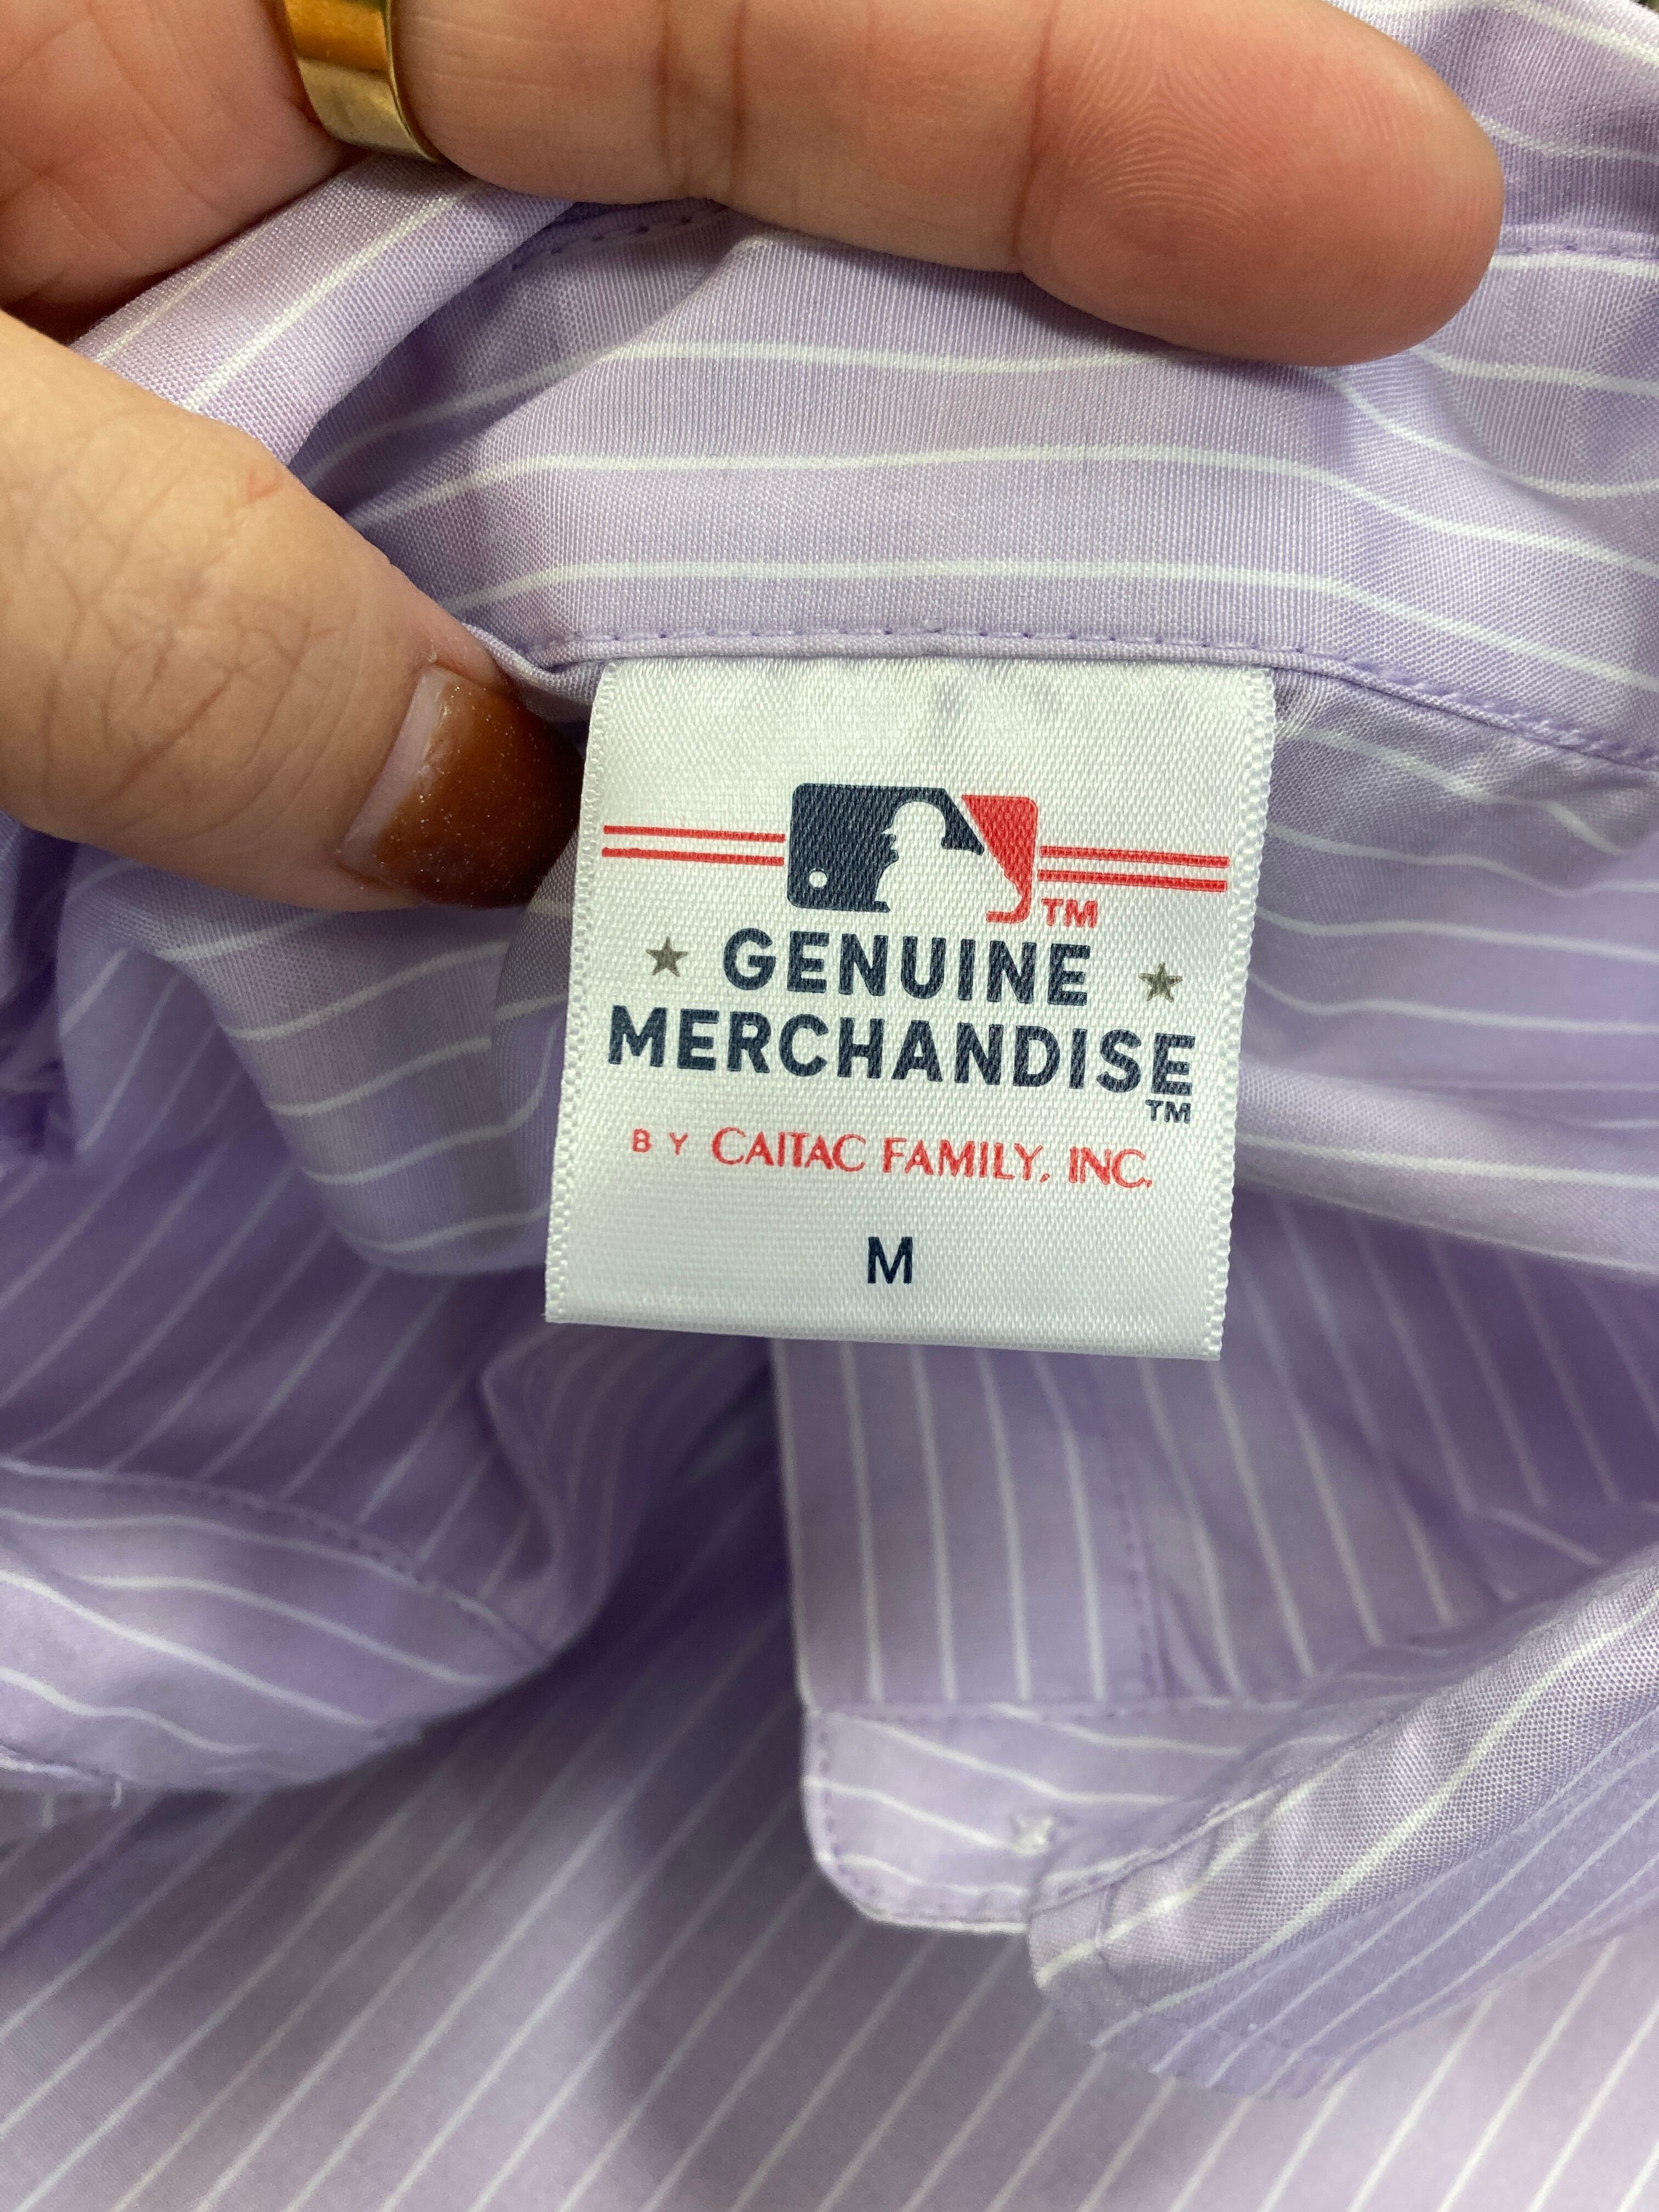 TM
GENUINE
MERCHANDISE
TM
BY CAITAC FAMILY, INC.
M